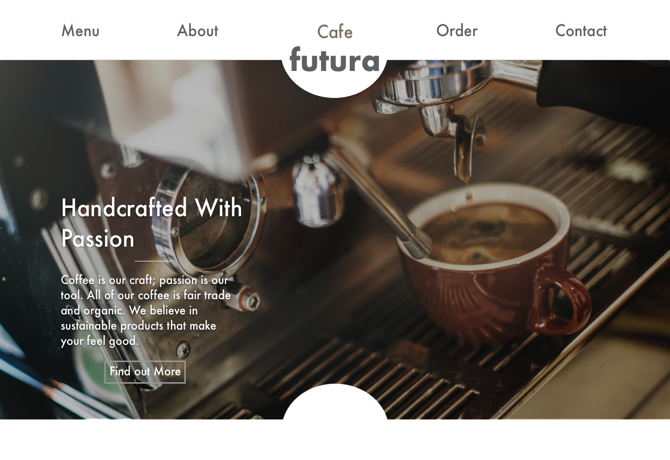 Menu
About
Cafe
futura
Order
Contact
Handcrafted With
Passion
Coffee is our craft; passion is our
tool. All of our coffee is fair trade
and organic. We believe in
sustainable products that make
your feel good.
Find out More